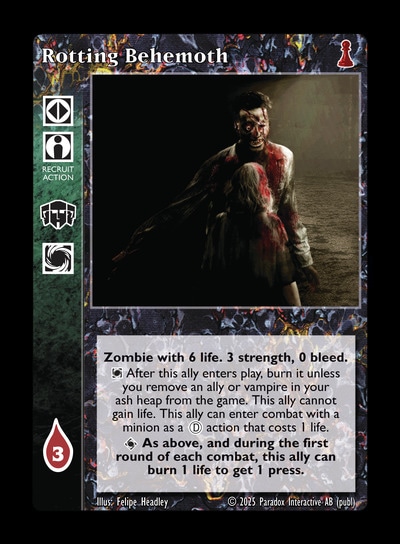 Rotting Behemoth
RECRUIT
ACTION
Zombie with 6 life. 3 strength, 0 bleed.
After this ally enters play, burn it unless
you remove an ally or vampire in your
ash heap from the game. This ally cannot
gain life. This ally can enter combat with a
minion as a D action that costs 1 life.
As above, and during the first
round of each combat, this ally can
burn 1 life to get 1 press.
3
Illus: Felipe Headley © 2025 Paradox Interactive AB (publ)